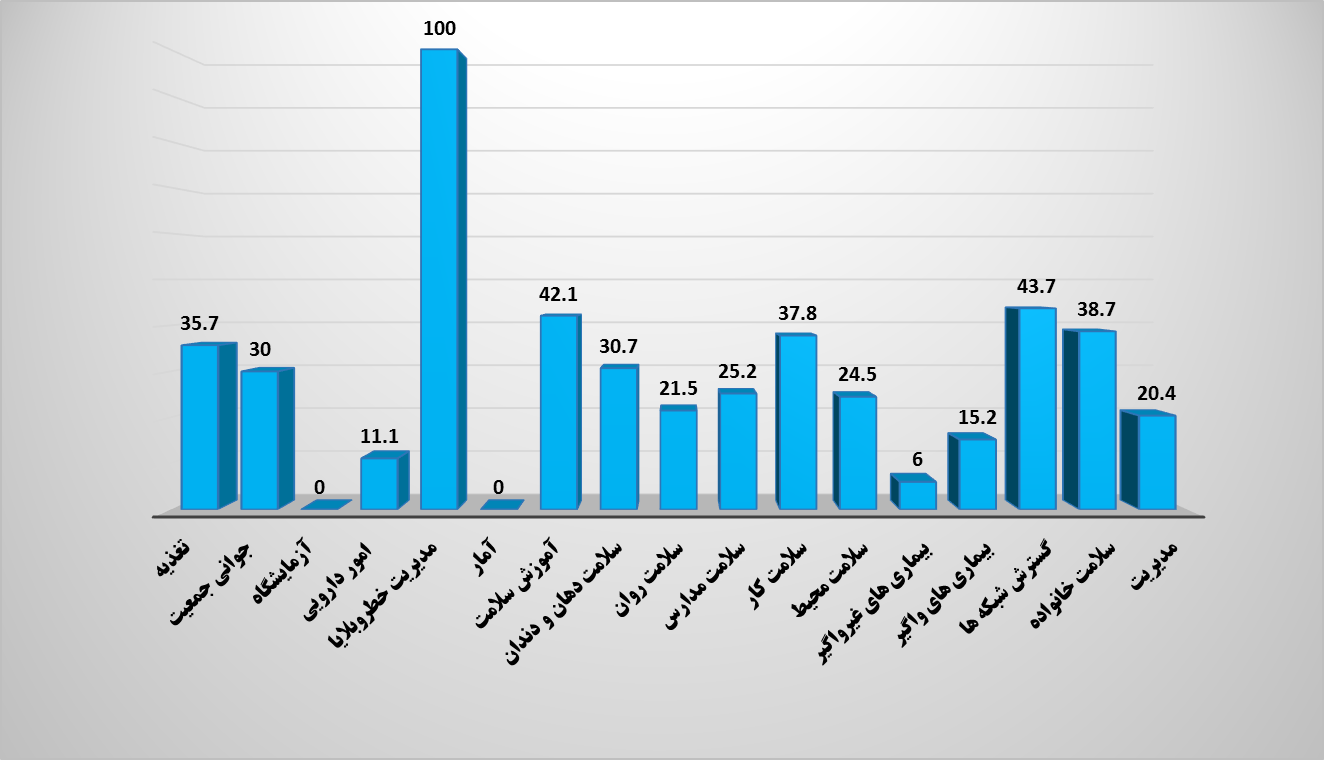 100
43.7
42.1
38.7
37.8
35.7
30.7
30
25.2
24.5
21.5
20.4
15.2
11.1
6
0
0
تغذیه
جوانی جمعیت
آزمایشگاه
امور دارویی
مدیریت خطروبلایا
آمار
آموزش سلامت
سلامت دهان و دندان
سلامت روان
سلامت مدارس
سلامت کار
سلامت محیط
بیماری های غیرواگیر
بیماری های واگیر
گسترش شبکه ها
سلامت خانواده
مدیریت